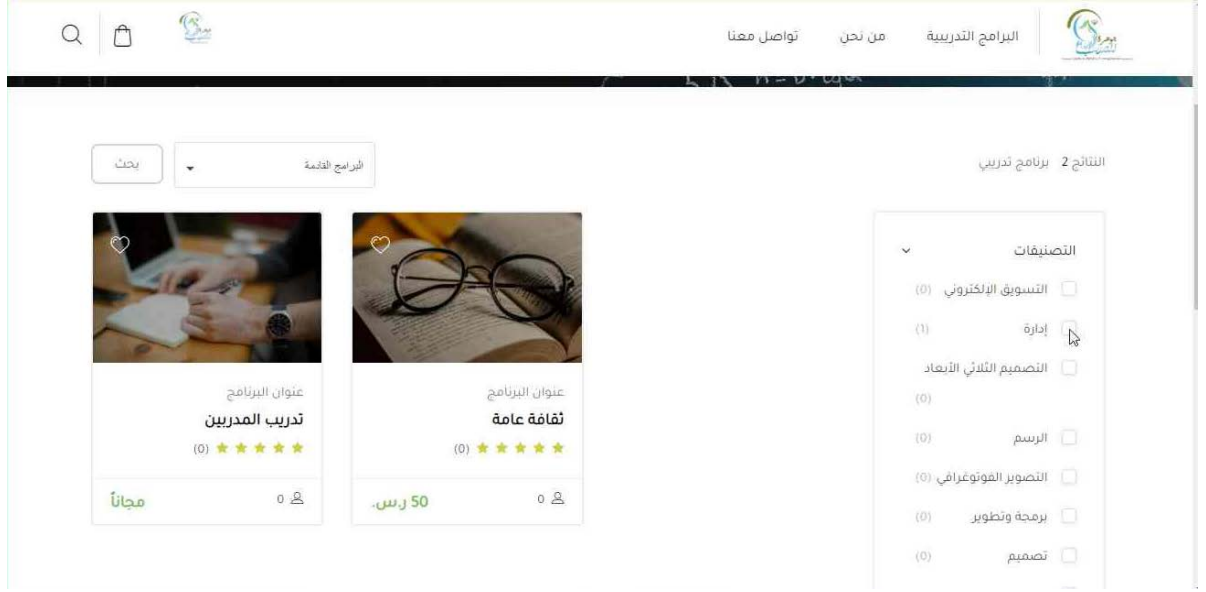 البرامج التدريبية
من نحن
تواصل معنا
النتائج 2 برنامج تدريبي
البرامج القادمة
بحث
التصنيفات
التسويق الإلكتروني (0)
إدارة (1)
التصميم الثلاثي الأبعاد
(0)
الرسم (0)
التصوير الفوتوغرافي (0)
برمجة وتطوير (0)
تصميم (0)
عنوان البرنامج
ثقافة عامة
(0)
0
50 ر.س.
عنوان البرنامج
تدريب المدربين
(0)
0
مجاناً